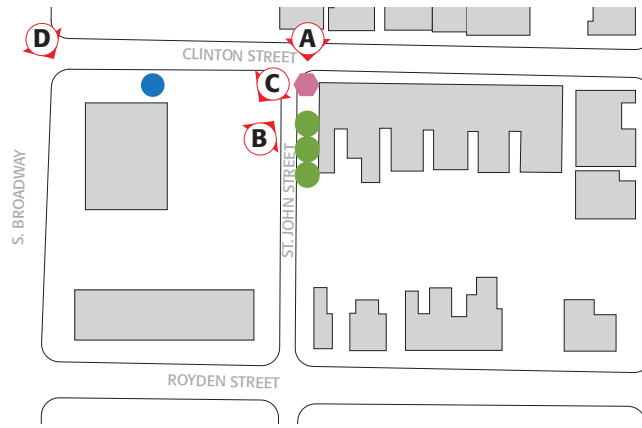 D
A
CLINTON STREET
C
B
S. BROADWAY
ST. JOHN STREET
ROYDEN STREET